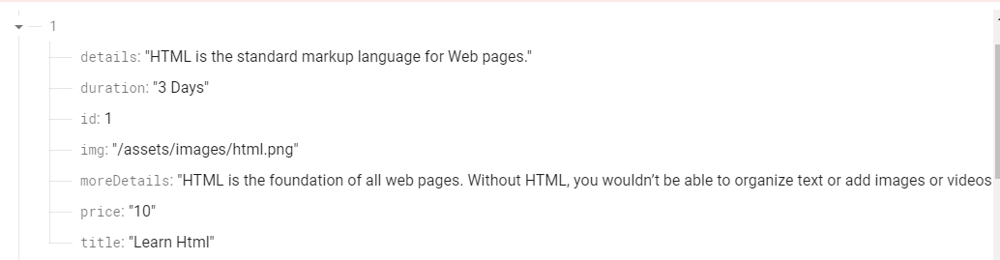 1
details: "HTML is the standard markup language for Web pages."
duration: "3 Days"
id: 1
img: "/assets/images/html.png"
moreDetails: "HTML is the foundation of all web pages. Without HTML, you wouldn’t be able to organize text or add images or videos
price: "10"
title: "Learn Html"